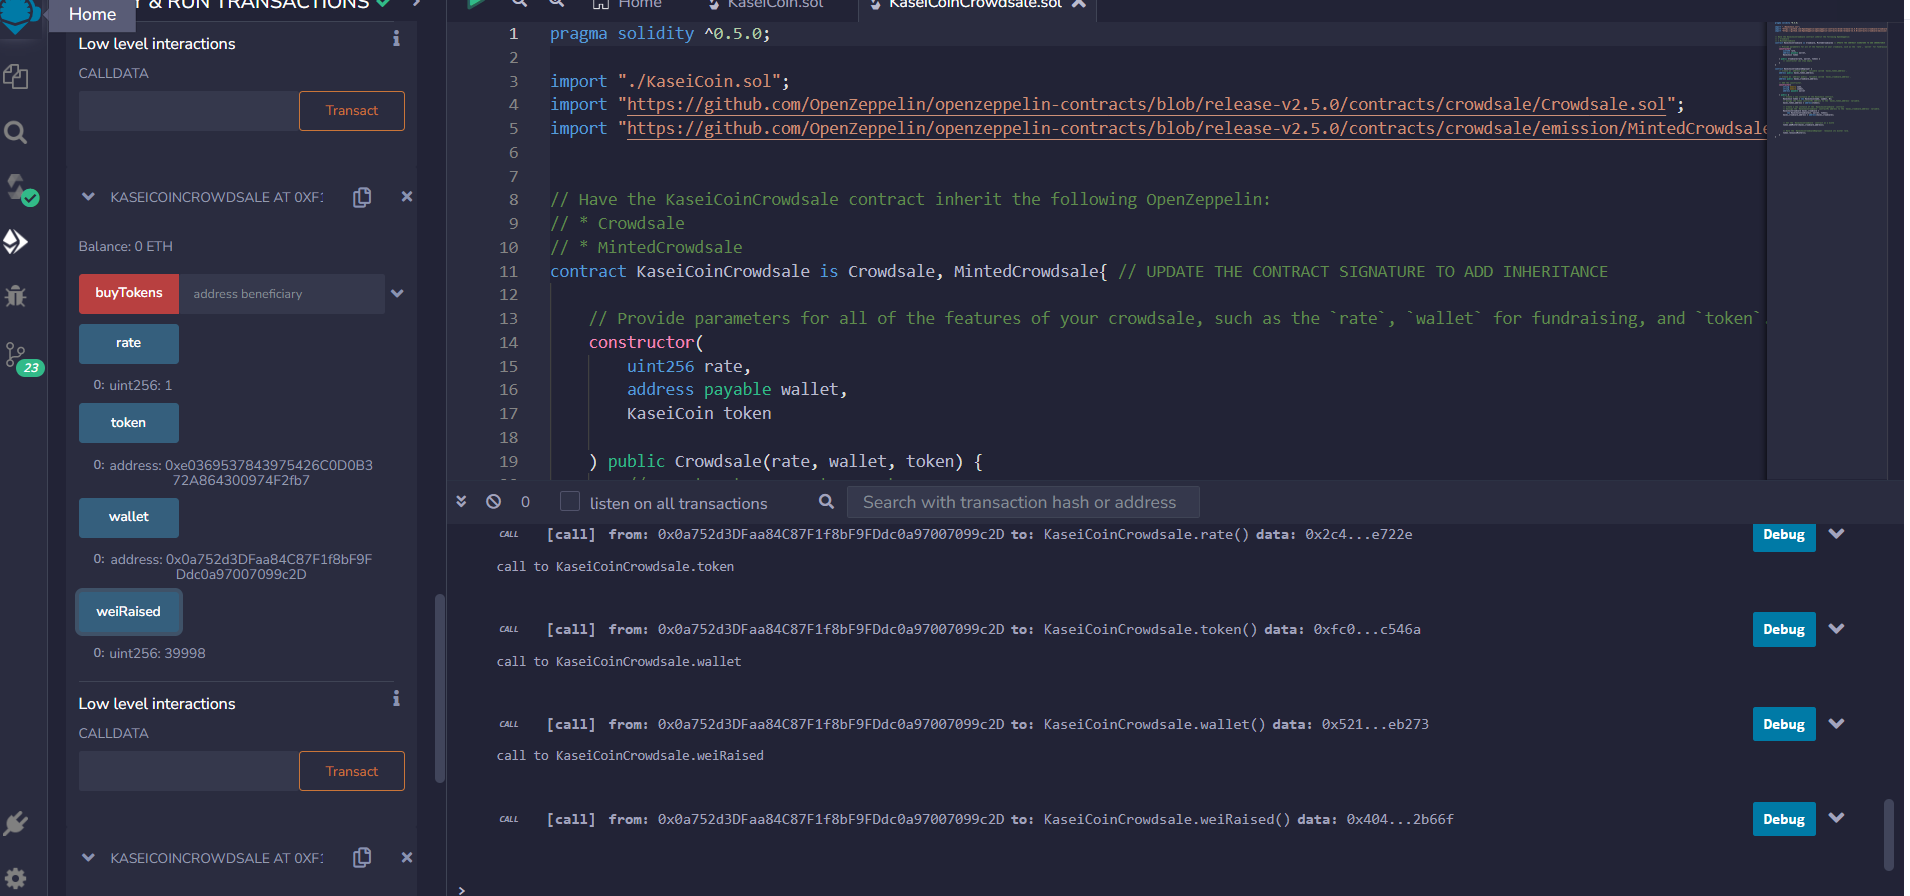 Home
Y & RUN TRANSACTIONS
Low level interactions
CALLDATA
Transact
KASEICOINCROWDSALE AT 0XF:
Balance: 0 ETH
buyTokens address beneficiary
rate
0: uint256: 1
token
0: address: 0xe0369537843975426C0D0B3
72A864300974F2fb7
wallet
0: address: 0x0a752d3DFaa84C87F1f8bF9F
Ddc0a97007099c2D
weiRaised
0: uint256: 39998
Low level interactions
CALLDATA
Transact
KASEICOINCROWDSALE AT 0XF:
23
Home KaseiCoin.sol KaseiCoinCrowdsale.sol
1 pragma solidity ^0.5.0;
2
3 import "./KaseiCoin.sol";
4 import "https://github.com/OpenZeppelin/openzeppelin-contracts/blob/release-v2.5.0/contracts/crowdsale/Crowdsale.sol";
5 import "https://github.com/OpenZeppelin/openzeppelin-contracts/blob/release-v2.5.0/contracts/crowdsale/emission/MintedCrowdsale
6
7
8 // Have the KaseiCoinCrowdsale contract inherit the following OpenZeppelin:
9 // * Crowdsale
10 // * MintedCrowdsale
11 contract KaseiCoinCrowdsale is Crowdsale, MintedCrowdsale{ // UPDATE THE CONTRACT SIGNATURE TO ADD INHERITANCE
12
13 // Provide parameters for all of the features of your crowdsale, such as the `rate`, `wallet` for fundraising, and `token`.
14 constructor(
15 uint256 rate,
16 address payable wallet,
17 KaseiCoin token
18
19 ) public Crowdsale(rate, wallet, token) {
0 listen on all transactions Search with transaction hash or address
CALL [call] from: 0x0a752d3DFaa84C87F1f8bF9FDdc0a97007099c2D to: KaseiCoinCrowdsale.rate() data: 0x2c4...e722e Debug
call to KaseiCoinCrowdsale.token
CALL [call] from: 0x0a752d3DFaa84C87F1f8bF9FDdc0a97007099c2D to: KaseiCoinCrowdsale.token() data: 0xfc0...c546a Debug
call to KaseiCoinCrowdsale.wallet
CALL [call] from: 0x0a752d3DFaa84C87F1f8bF9FDdc0a97007099c2D to: KaseiCoinCrowdsale.wallet() data: 0x521...eb273 Debug
call to KaseiCoinCrowdsale.weiRaised
CALL [call] from: 0x0a752d3DFaa84C87F1f8bF9FDdc0a97007099c2D to: KaseiCoinCrowdsale.weiRaised() data: 0x404...2b66f Debug
>